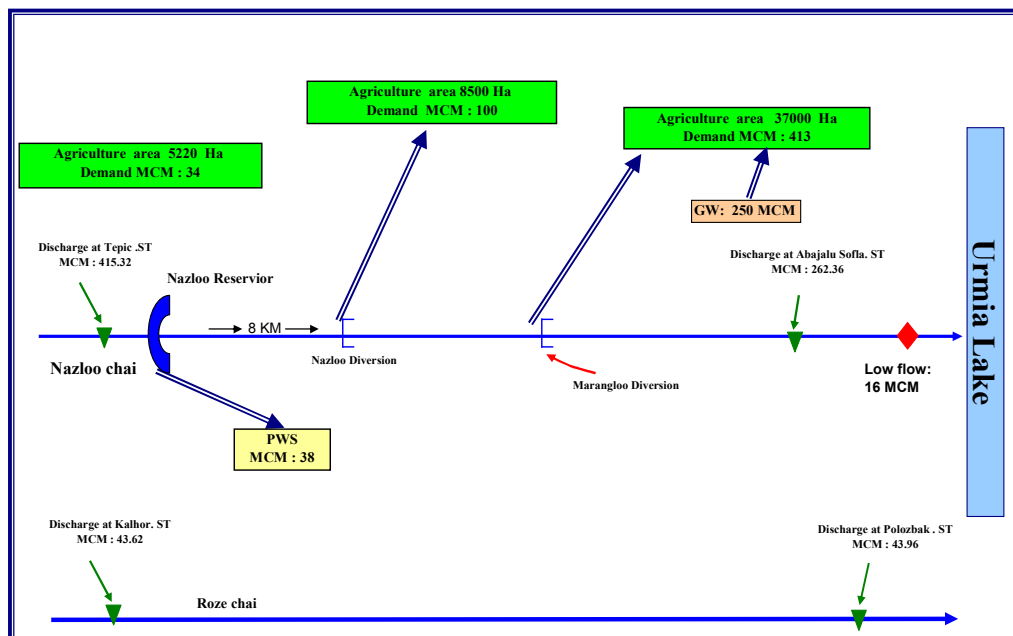 Agriculture area 8500 Ha
Demand MCM : 100
Agriculture area 37000 Ha
Demand MCM : 413
Agriculture area 5220 Ha
Demand MCM : 34
GW: 250 MCM
Discharge at Tepic .ST
MCM : 415.32
Nazloo Reservior
Discharge at Abajalu Sofla. ST
MCM : 262.36
Urmia Lake
8 KM
Nazloo chai
Nazloo Diversion
Marangloo Diversion
Low flow:
16 MCM
PWS
MCM : 38
Discharge at Kalhor. ST
MCM : 43.62
Discharge at Polozbak . ST
MCM : 43.96
Roze chai